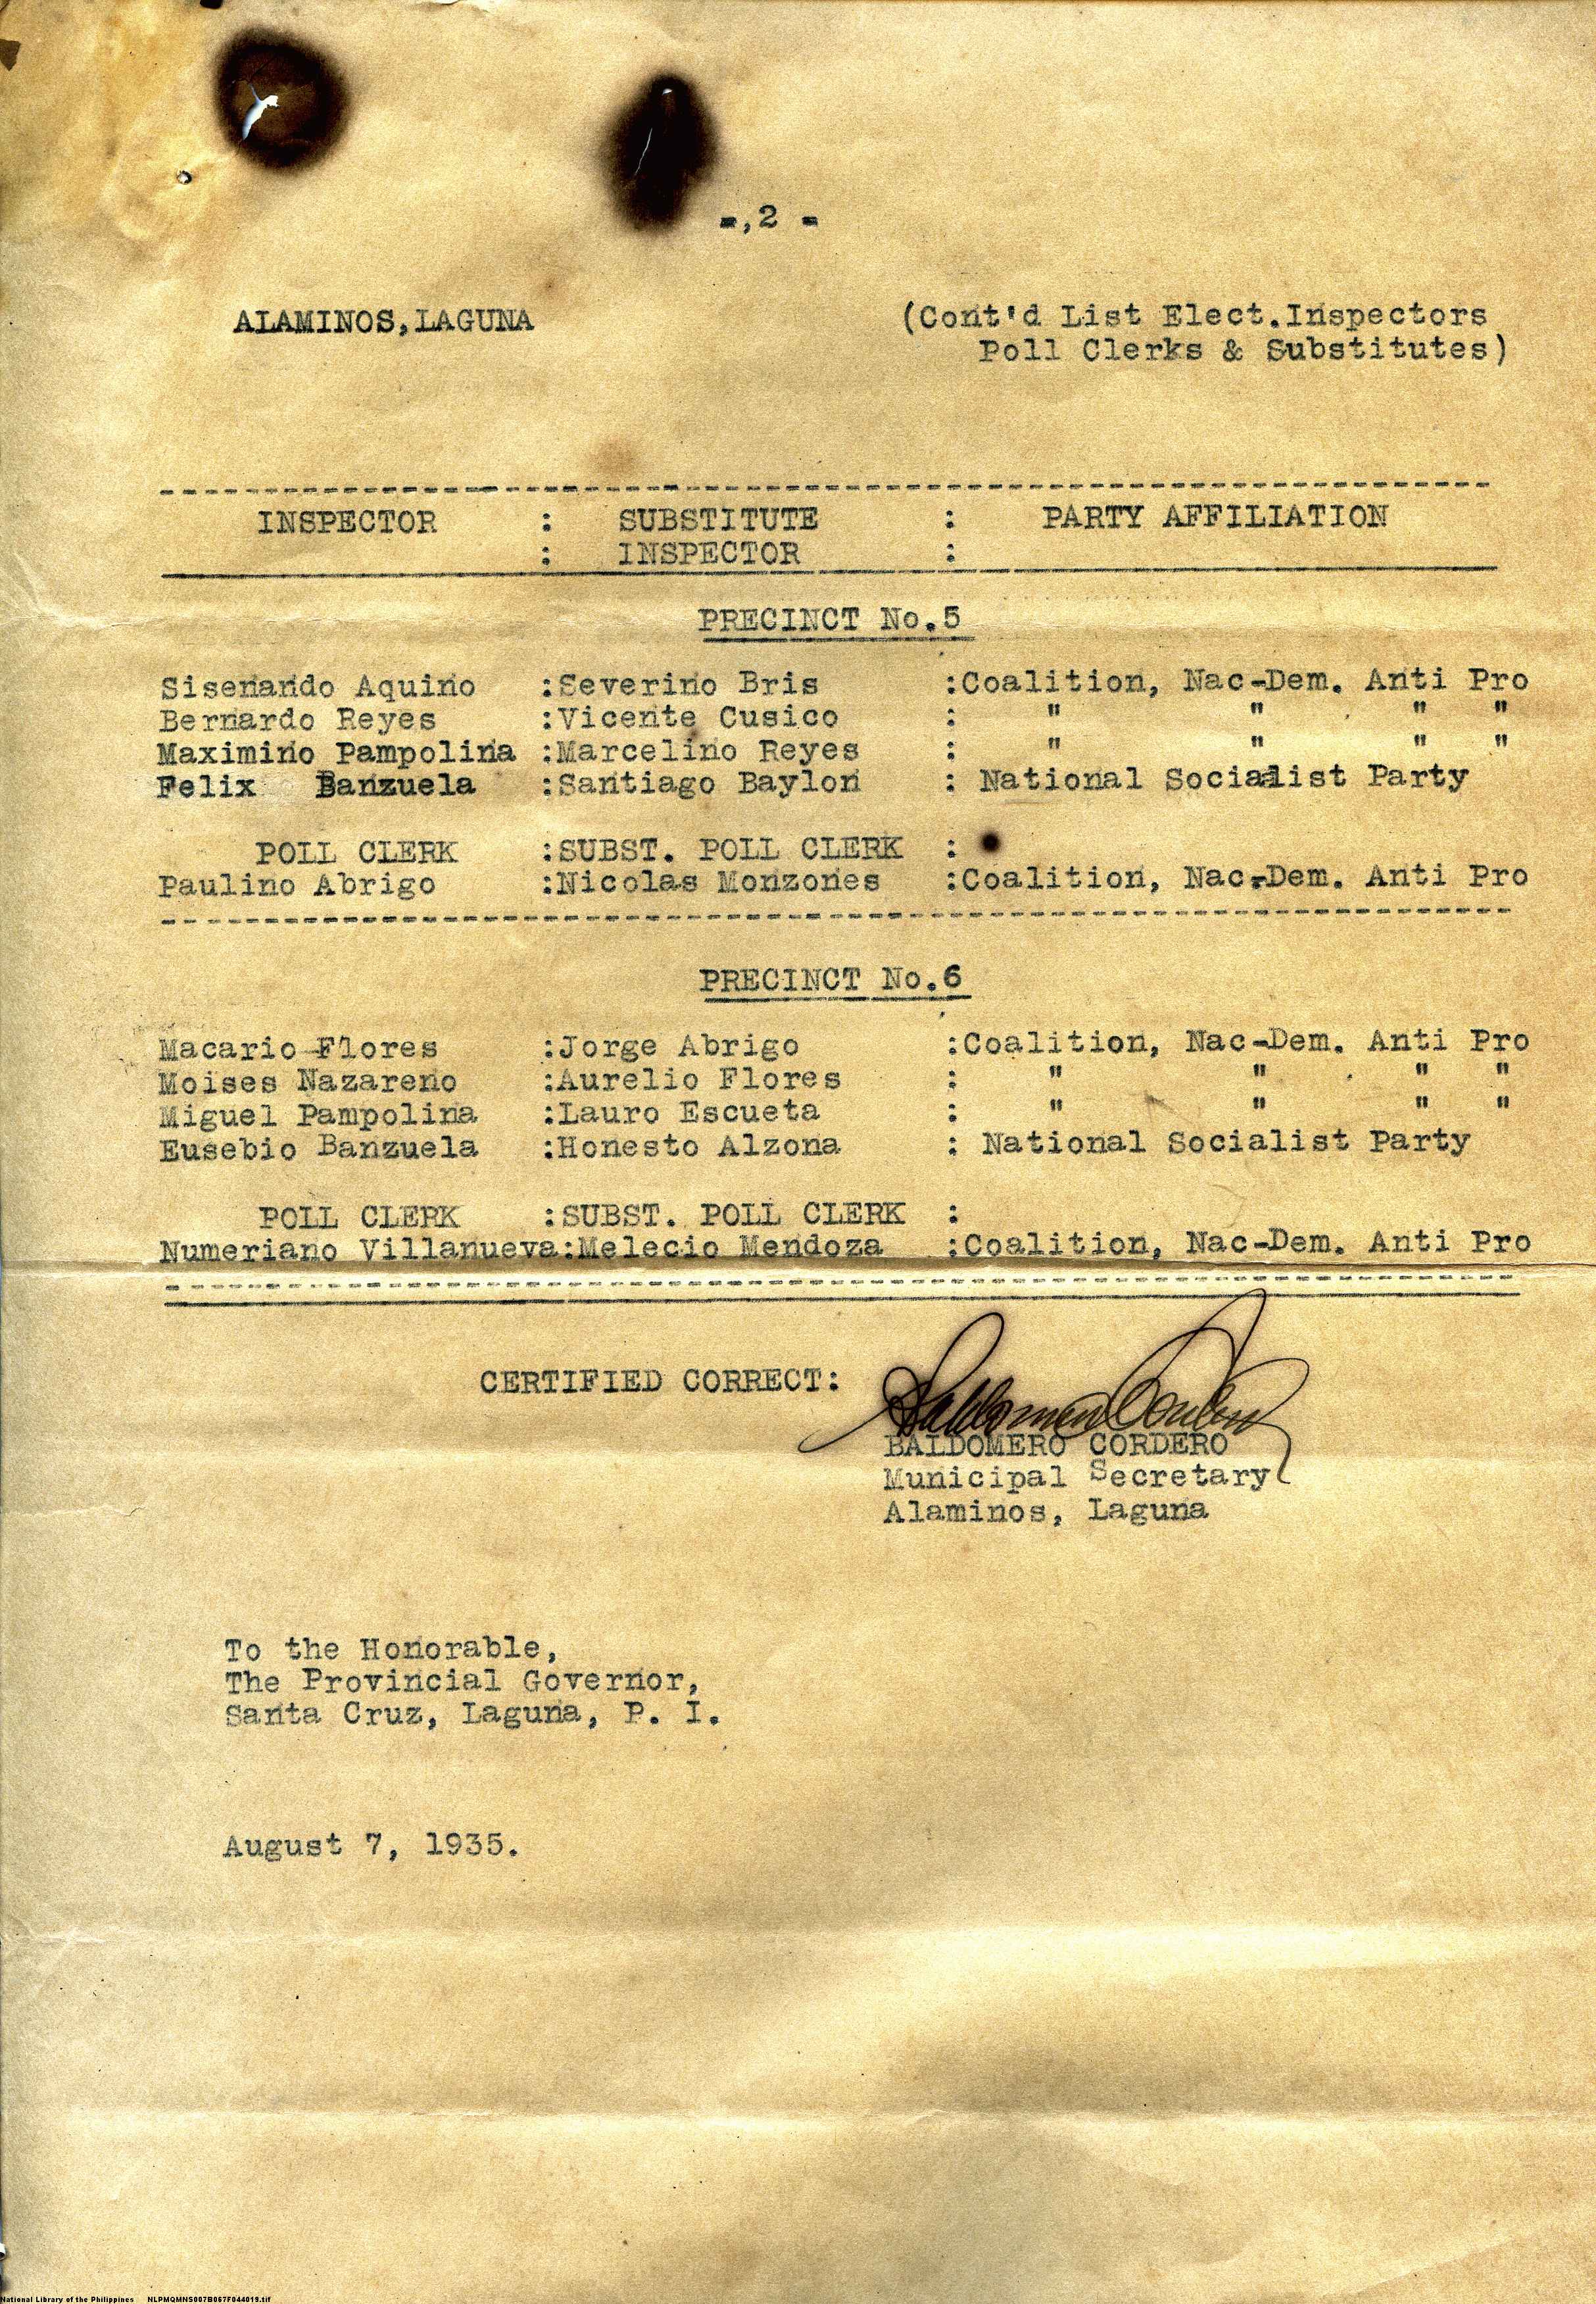 -,2 -
ALAMINOS,LAGUNA (Cont'd List Elect.Inspectors
Poll Clerks & Substitutes)
INSPECTOR : SUBSTITUTE : PARTY AFFILIATION
: INSPECTOR :
PRECINCT No.5
Sisenando Aquino :Severino Bris :Coalition, Nac-Dem. Anti Pro
Bernardo Reyes :Vicente Cusico : " " " "
Maximino Pampolina :Marcelino Reyes : " " " "
Felix Banzuela :Santiago Baylon : National Socialist Party
POLL CLERK :SUBST. POLL CLERK :
Paulino Abrigo :Nicolas Monzones :Coalition, Nac-Dem. Anti Pro
PRECINCT No.6
Macario Flores :Jorge Abrigo :Coalition, Nac-Dem. Anti Pro
Moises Nazareno :Aurelio Flores : " " " "
Miguel Pampolina :Lauro Escueta : " " " "
Eusebio Banzuela :Honesto Alzona : National Socialist Party
POLL CLERK :SUBST. POLL CLERK :
Numeriano Villanueva:Melecio Mendoza :Coalition, Nac-Dem. Anti Pro
CERTIFIED CORRECT:
Baldomero Cordero
BALDOMERO CORDERO
Municipal Secretary
Alaminos, Laguna
To the Honorable,
The Provincial Governor,
Santa Cruz, Laguna, P. I.
August 7, 1935.
National Library of the Philippines NLPMQMNS007B067F044019.tif